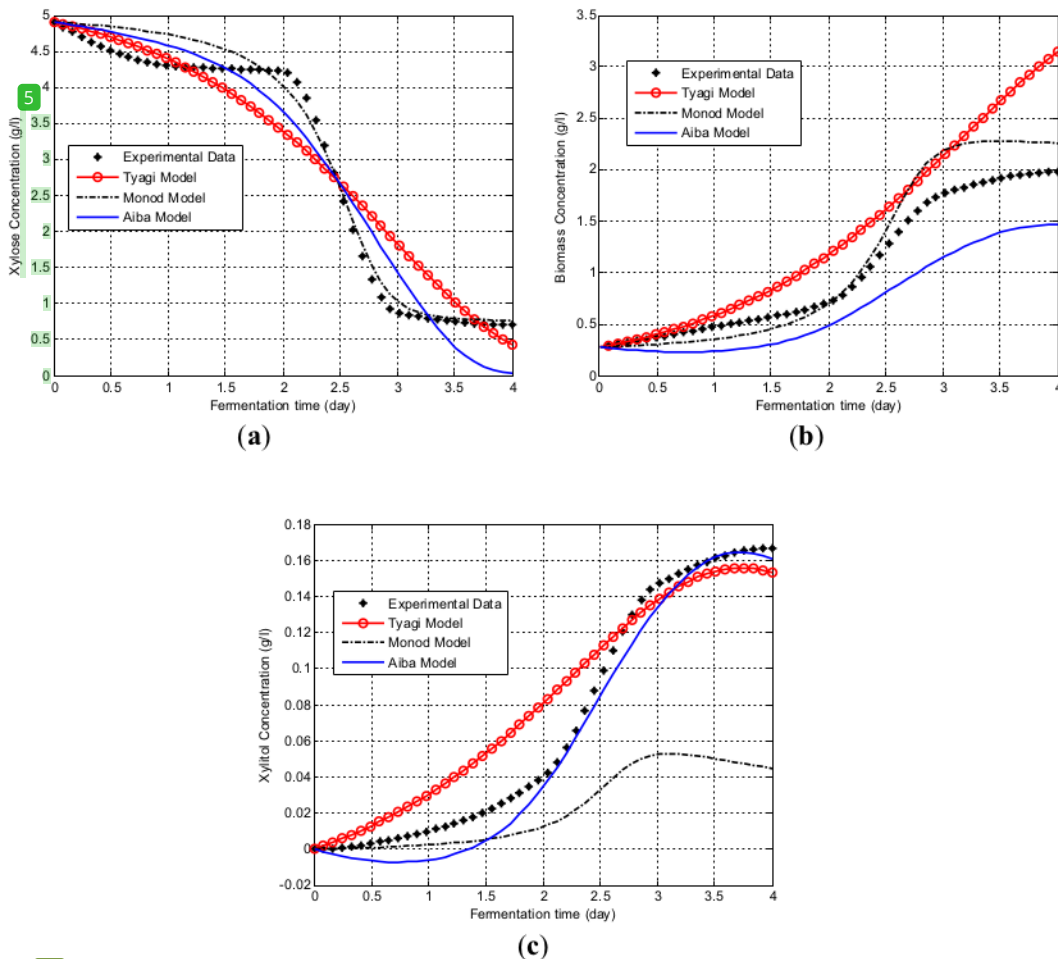 5
4.5
4
5
3.5
3
2.5
2
1.5
1
0.5
0
Xylose Concentration (g/l)
Experimental Data
Tyagi Model
Monod Model
Aiba Model
0 0.5 1 1.5 2 2.5 3 3.5 4
Fermentation time (day)
(a)
3.5
3
2.5
2
1.5
1
0.5
0
Biomass Concentration (g/l)
Experimental Data
Tyagi Model
Monod Model
Aiba Model
0 0.5 1 1.5 2 2.5 3 3.5 4
Fermentation time (day)
(b)
0.18
0.16
0.14
0.12
0.1
0.08
0.06
0.04
0.02
0
-0.02
Xylitol Concentration (g/l)
Experimental Data
Tyagi Model
Monod Model
Aiba Model
0 0.5 1 1.5 2 2.5 3 3.5 4
Fermentation time (day)
(c)